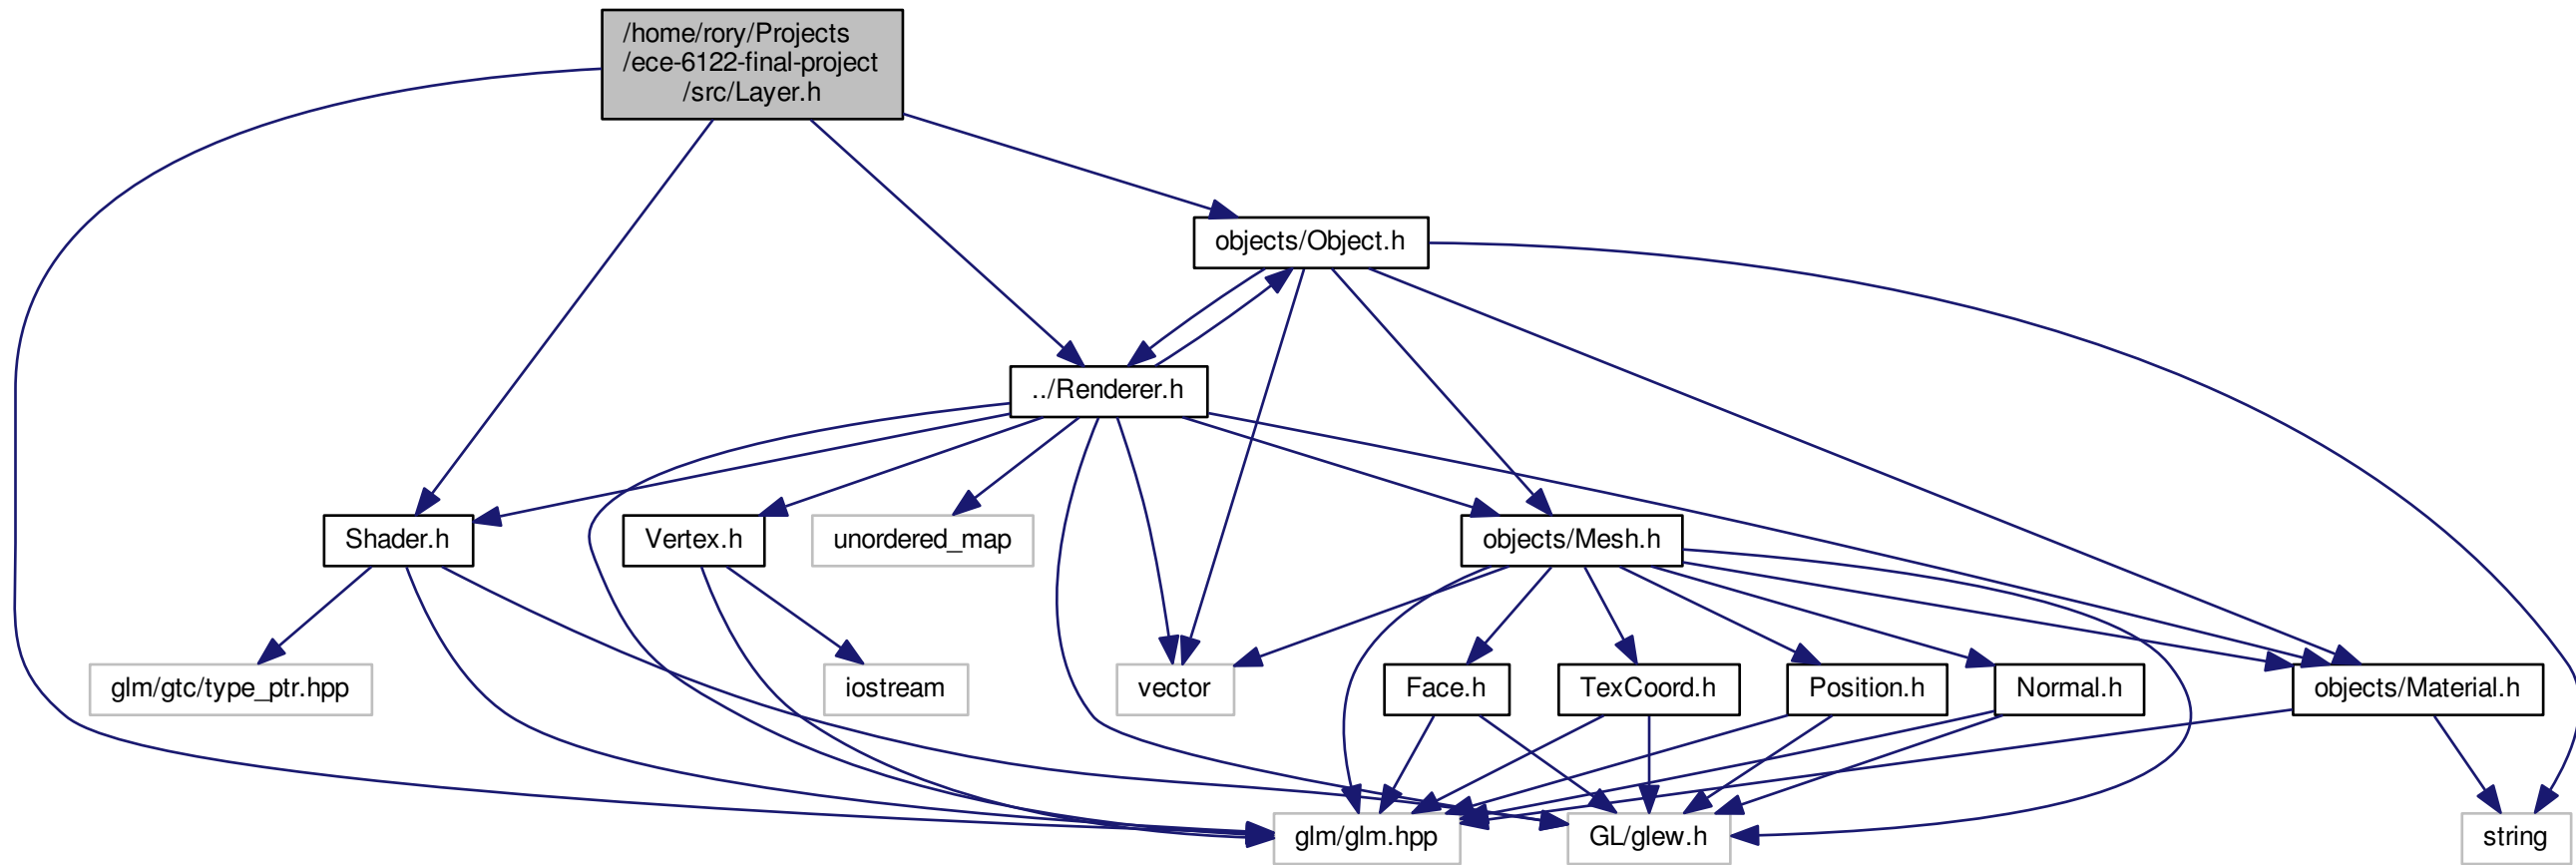 /home/rory/Projects
/ece-6122-final-project
/src/Layer.h
objects/Object.h
../Renderer.h
Shader.h
Vertex.h
unordered_map
objects/Mesh.h
glm/gtc/type_ptr.hpp
iostream
vector
Face.h
TexCoord.h
Position.h
Normal.h
objects/Material.h
glm/glm.hpp
GL/glew.h
string